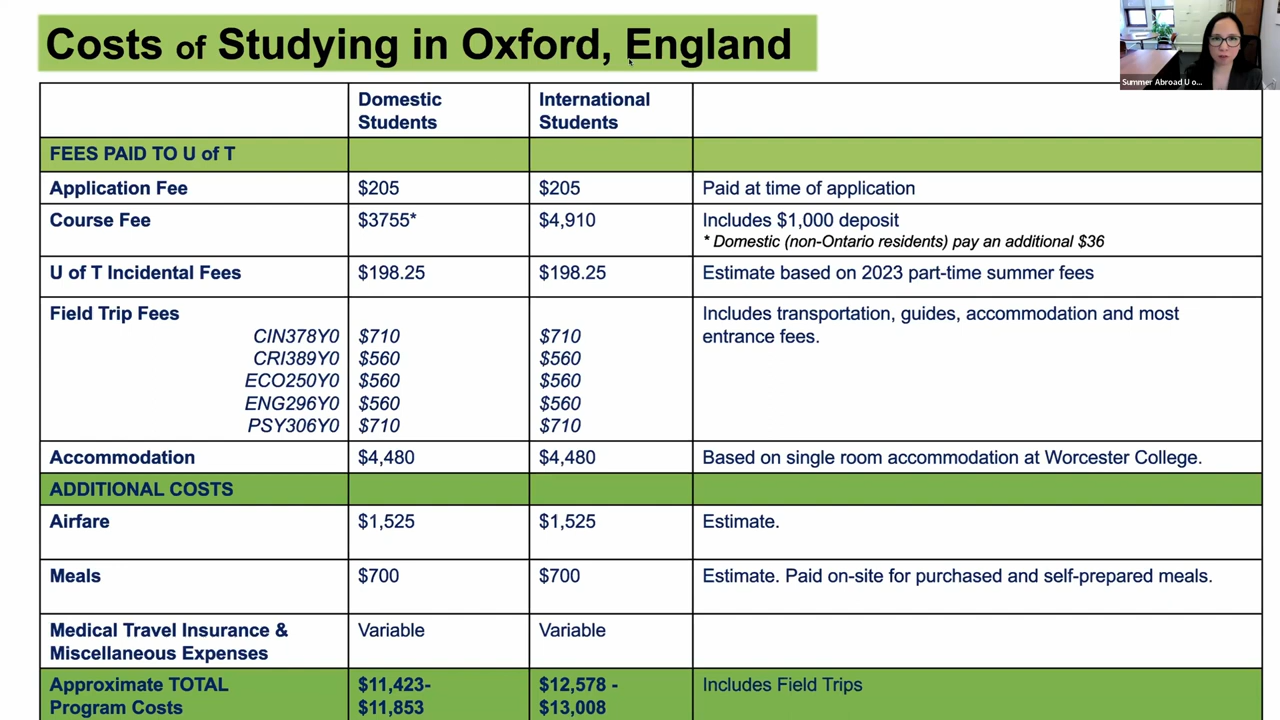 Costs of Studying in Oxford, England
Summer Abroad U o...
Domestic Students
International Students
FEES PAID TO U of T
Application Fee $205 $205 Paid at time of application
Course Fee $3755* $4,910 Includes $1,000 deposit
* Domestic (non-Ontario residents) pay an additional $36
U of T Incidental Fees $198.25 $198.25 Estimate based on 2023 part-time summer fees
Field Trip Fees Includes transportation, guides, accommodation and most
entrance fees.
CIN378Y0 $710 $710
CRI389Y0 $560 $560
ECO250Y0 $560 $560
ENG296Y0 $560 $560
PSY306Y0 $710 $710
Accommodation $4,480 $4,480 Based on single room accommodation at Worcester College.
ADDITIONAL COSTS
Airfare $1,525 $1,525 Estimate.
Meals $700 $700 Estimate. Paid on-site for purchased and self-prepared meals.
Medical Travel Insurance & Variable Variable
Miscellaneous Expenses
Approximate TOTAL $11,423- $12,578 - Includes Field Trips
Program Costs $11,853 $13,008